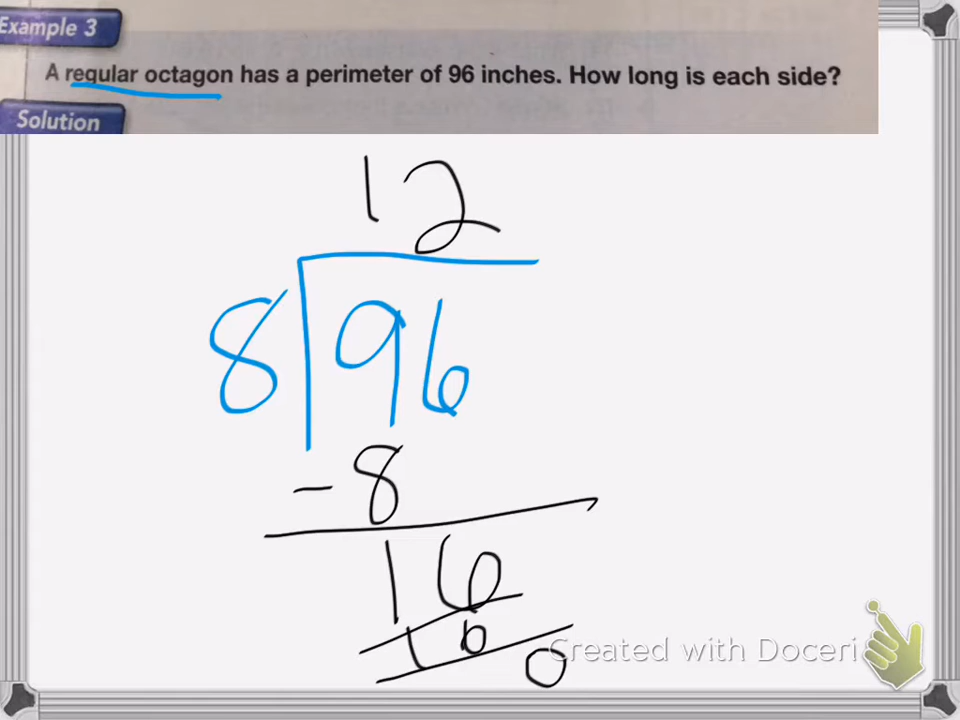 Example 3
A regular octagon has a perimeter of 96 inches. How long is each side?
Solution
12
8 96
- 8
16
16
0
Created with Doceri